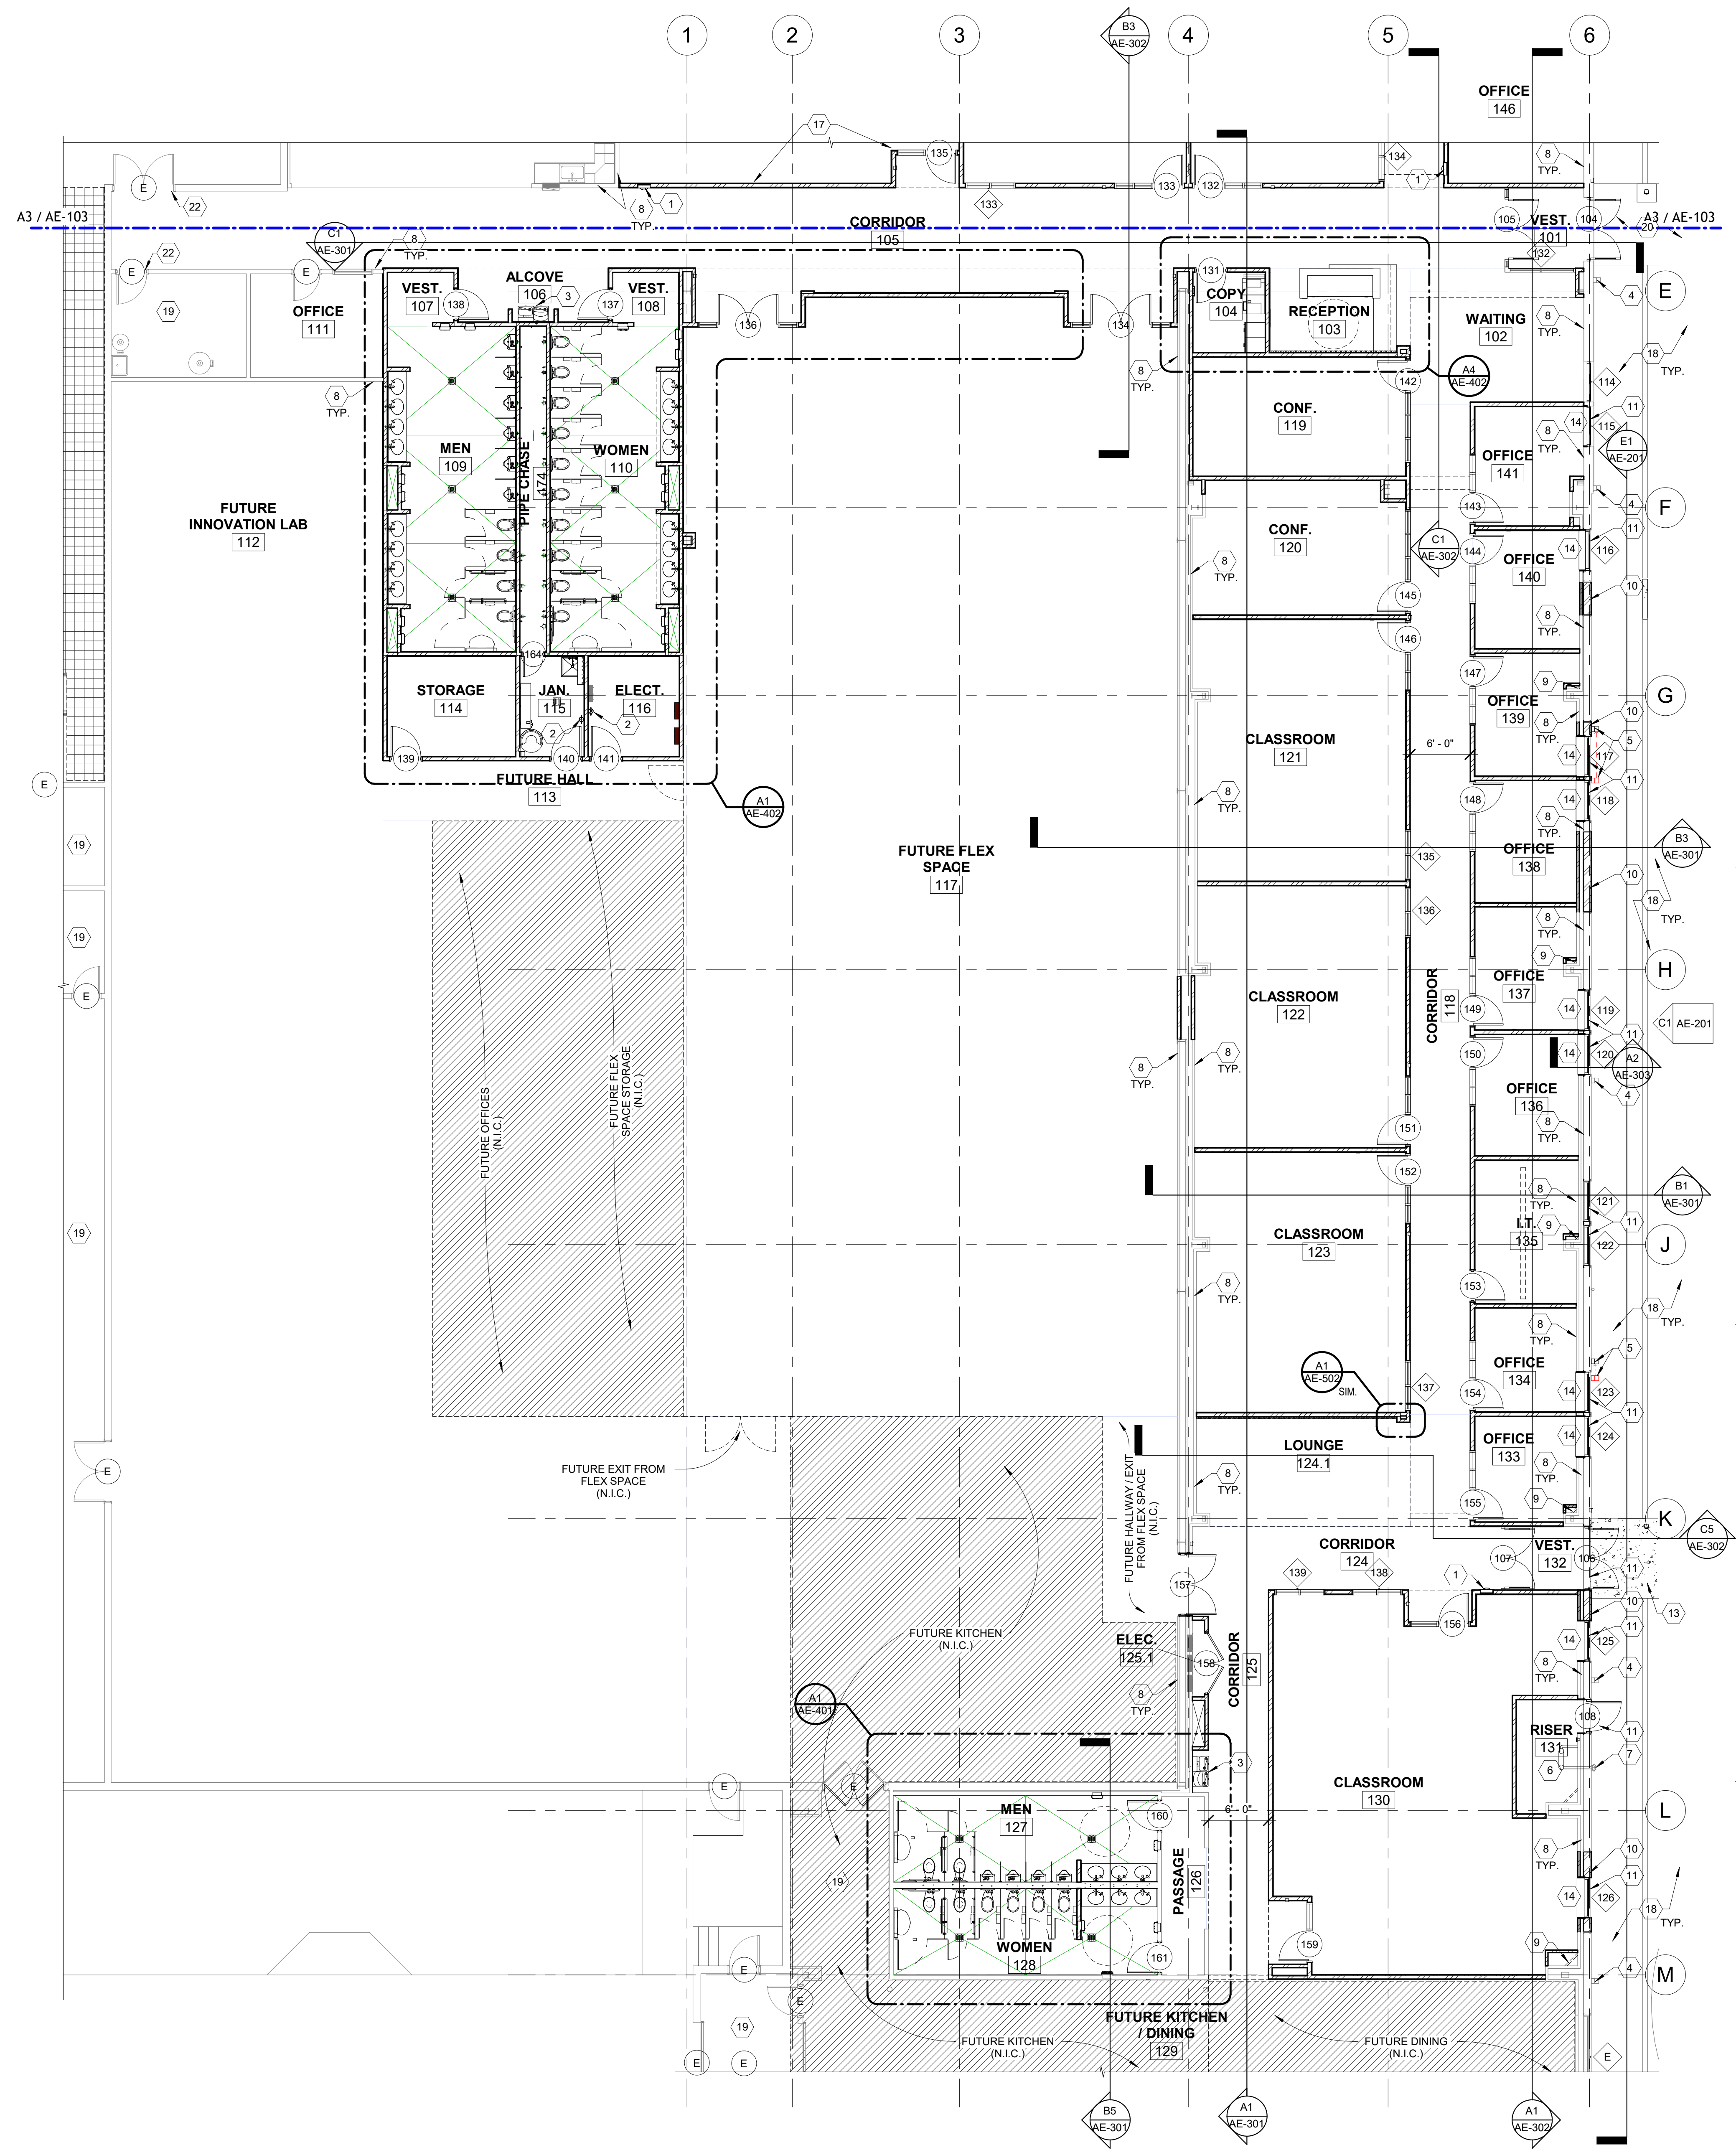 1
2
3
4
5
6
B3
AE-302
OFFICE
146
17
135
134
8
TYP.
E
22
133
132
1
8
TYP.
1
133
A3 / AE-103
CORRIDOR
105
105
VEST.
101
104
A3 / AE-103
20
132
C1
AE-301
8
TYP.
E
22
E
19
OFFICE
111
VEST.
107
138
ALCOVE
106
3
137
VEST.
108
136
134
131
COPY
104
RECEPTION
103
WAITING
102
E
4
8
TYP.
18
TYP.
8
TYP.
A4
AE-402
114
142
8
TYP.
MEN
109
PIPE CHASE
174
WOMEN
110
CONF.
119
11
14
115
8
TYP.
E1
AE-201
OFFICE
141
4
F
143
FUTURE
INNOVATION LAB
112
CONF.
120
C1
AE-302
11
14
116
144
OFFICE
140
8
TYP.
10
145
8
TYP.
146
164
147
STORAGE
114
JAN.
115
ELECT.
116
2
2
9
G
OFFICE
139
8
TYP.
10
5
6' - 0"
CLASSROOM
121
14
117
11
139
140
141
FUTURE HALL
113
E
A1
AE-402
8
TYP.
148
14
118
8
TYP.
19
FUTURE FLEX
SPACE
117
OFFICE
138
B3
AE-301
135
10
136
18
TYP.
8
TYP.
19
9
H
E
CLASSROOM
122
CORRIDOR
118
OFFICE
137
149
14
119
11
C1
AE-201
8
TYP.
8
TYP.
150
14
120
A2
AE-303
4
OFFICE
136
8
TYP.
FUTURE OFFICES
(N.I.C.)
FUTURE FLEX
SPACE STORAGE
(N.I.C.)
151
152
B1
AE-301
8
TYP.
121
19
CLASSROOM
123
I.T.
135
9
11
122
J
153
8
TYP.
8
TYP.
18
TYP.
5
A1
AE-502
SIM.
137
OFFICE
134
154
14
123
11
LOUNGE
124.1
OFFICE
133
14
124
8
TYP.
FUTURE EXIT FROM
FLEX SPACE
(N.I.C.)
E
FUTURE HALLWAY / EXIT
FROM FLEX SPACE
(N.I.C.)
8
TYP.
155
9
K
C5
AE-302
CORRIDOR
124
107
VEST.
132
106
157
139
138
1
11
10
13
FUTURE KITCHEN
(N.I.C.)
156
ELEC.
125.1
158
CORRIDOR
125
11
14
125
8
TYP.
4
8
TYP.
A1
AE-401
RISER
131
108
11
3
7
6
E
E
CLASSROOM
130
MEN
127
160
6' - 0"
L
8
TYP.
10
11
PASSAGE
126
14
126
19
18
TYP.
WOMEN
128
161
159
9
E
4
M
E
19
FUTURE KITCHEN
/ DINING
129
FUTURE KITCHEN
(N.I.C.)
FUTURE DINING
(N.I.C.)
E
E
E
B5
AE-301
A1
AE-301
A1
AE-302